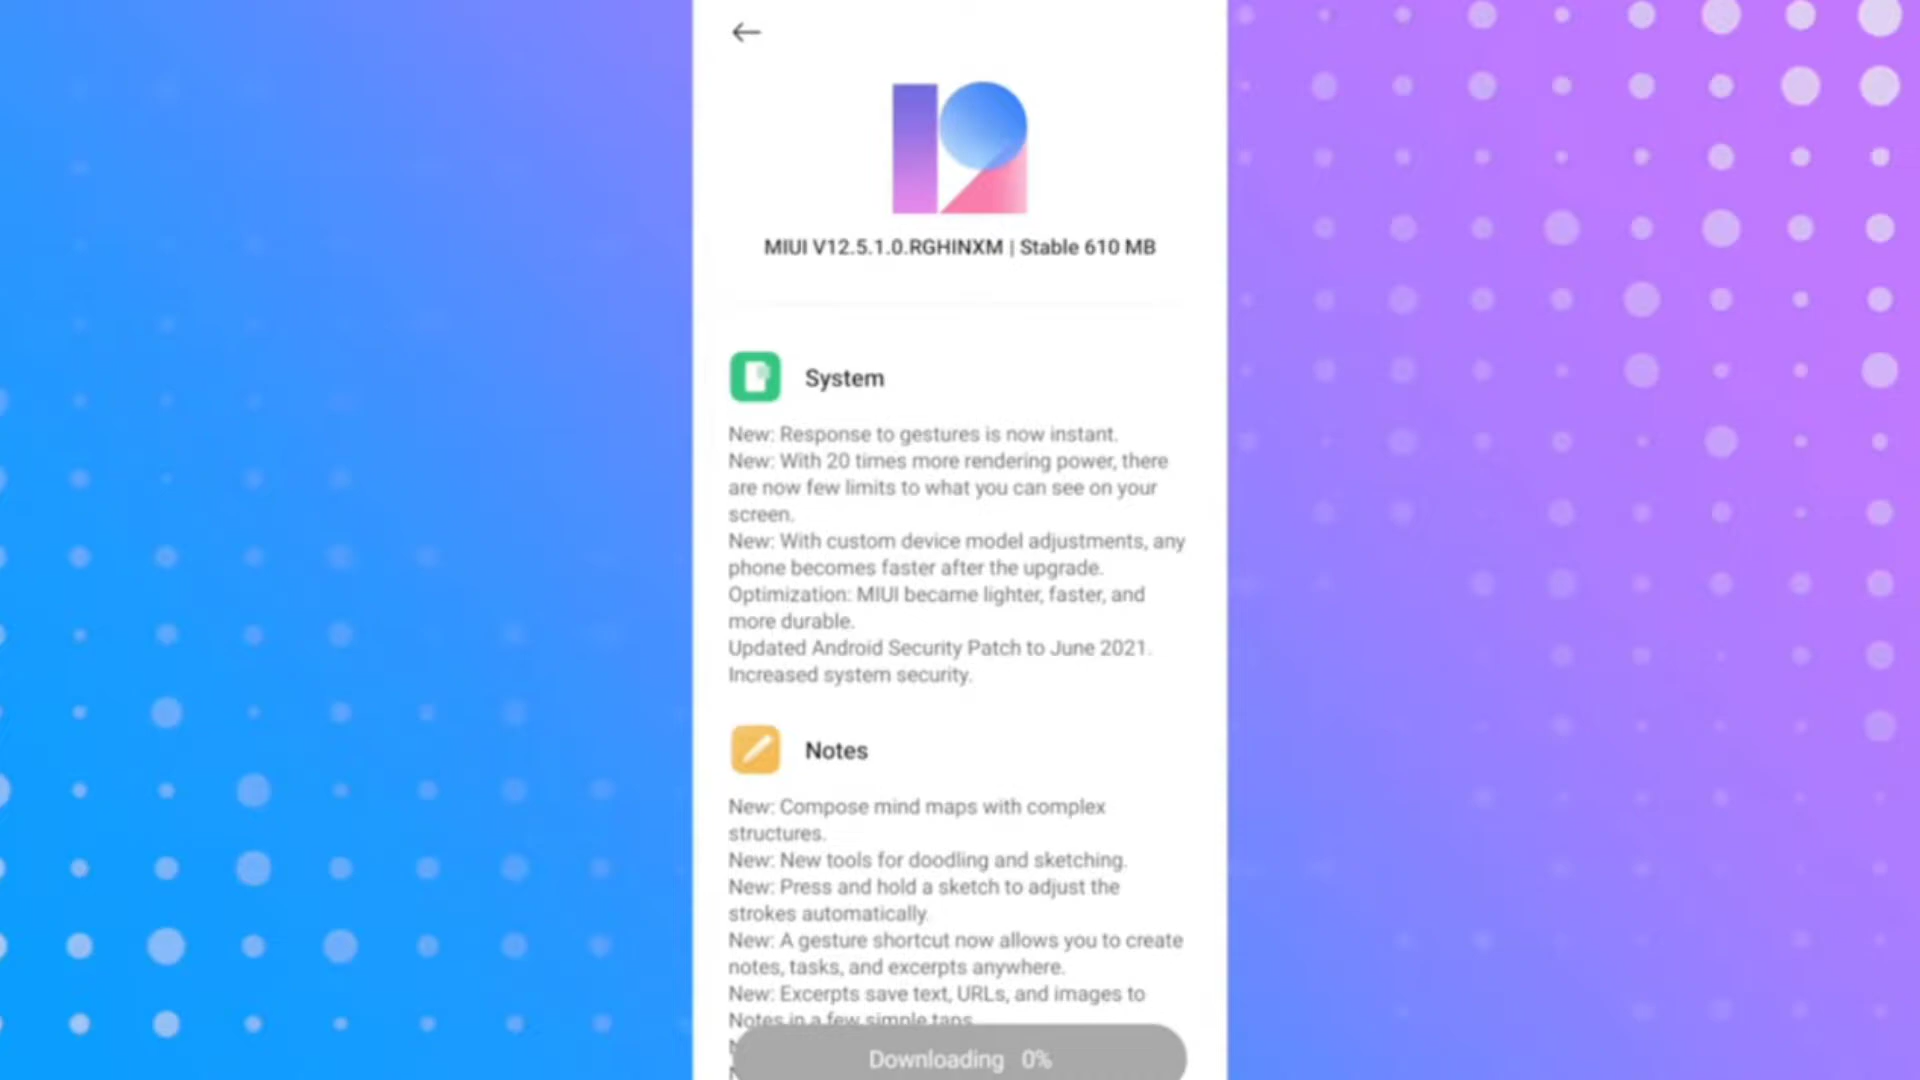 MIUI V12.5.1.0.RGHINXM | Stable 610 MB
System
New: Response to gestures is now instant.
New: With 20 times more rendering power, there
are now few limits to what you can see on your
screen.
New: With custom device model adjustments, any
phone becomes faster after the upgrade.
Optimization: MIUI became lighter, faster, and
more durable.
Updated Android Security Patch to June 2021.
Increased system security.
Notes
New: Compose mind maps with complex
structures.
New: New tools for doodling and sketching.
New: Press and hold a sketch to adjust the
strokes automatically.
New: A gesture shortcut now allows you to create
notes, tasks, and excerpts anywhere.
New: Excerpts save text, URLs, and images to
Notes in a few simple taps
Downloading 0%